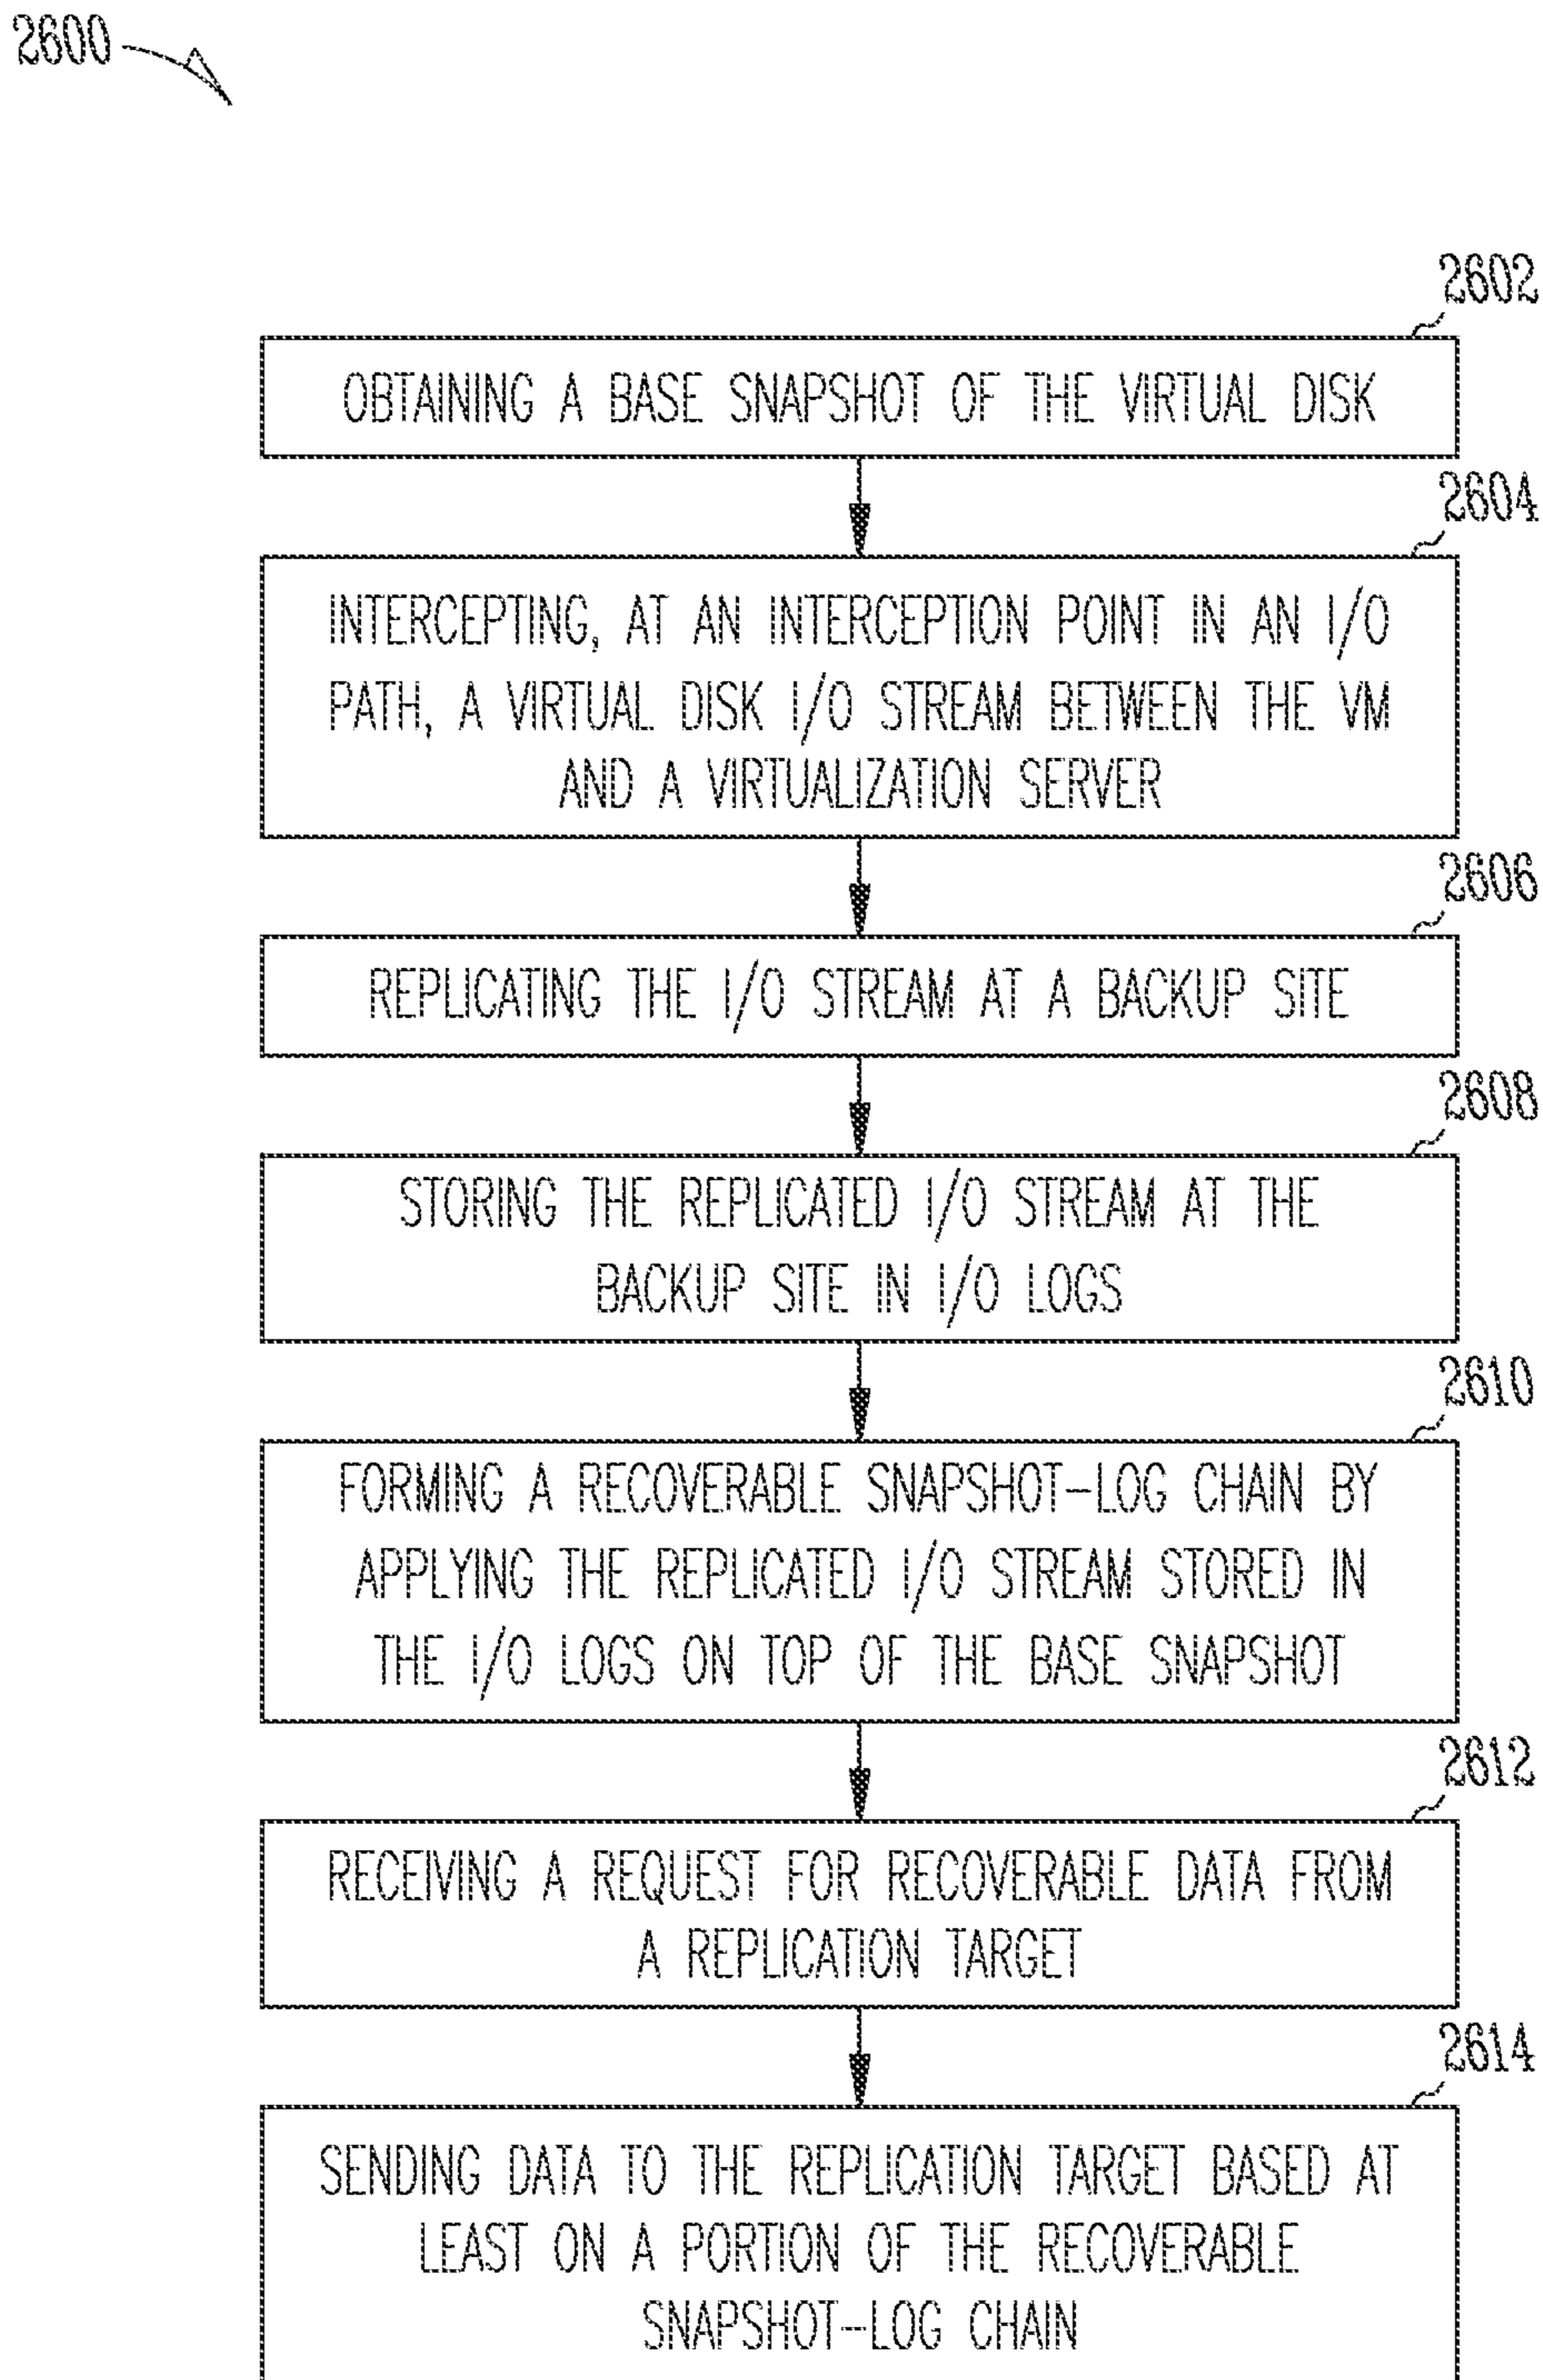 2600
2602
OBTAINING A BASE SNAPSHOT OF THE VIRTUAL DISK
2604
INTERCEPTING, AT AN INTERCEPTION POINT IN AN I/O
PATH, A VIRTUAL DISK I/O STREAM BETWEEN THE VM
AND A VIRTUALIZATION SERVER
2606
REPLICATING THE I/O STREAM AT A BACKUP SITE
2608
STORING THE REPLICATED I/O STREAM AT THE
BACKUP SITE IN I/O LOGS
2610
FORMING A RECOVERABLE SNAPSHOT-LOG CHAIN BY
APPLYING THE REPLICATED I/O STREAM STORED IN
THE I/O LOGS ON TOP OF THE BASE SNAPSHOT
2612
RECEIVING A REQUEST FOR RECOVERABLE DATA FROM
A REPLICATION TARGET
2614
SENDING DATA TO THE REPLICATION TARGET BASED AT
LEAST ON A PORTION OF THE RECOVERABLE
SNAPSHOT-LOG CHAIN